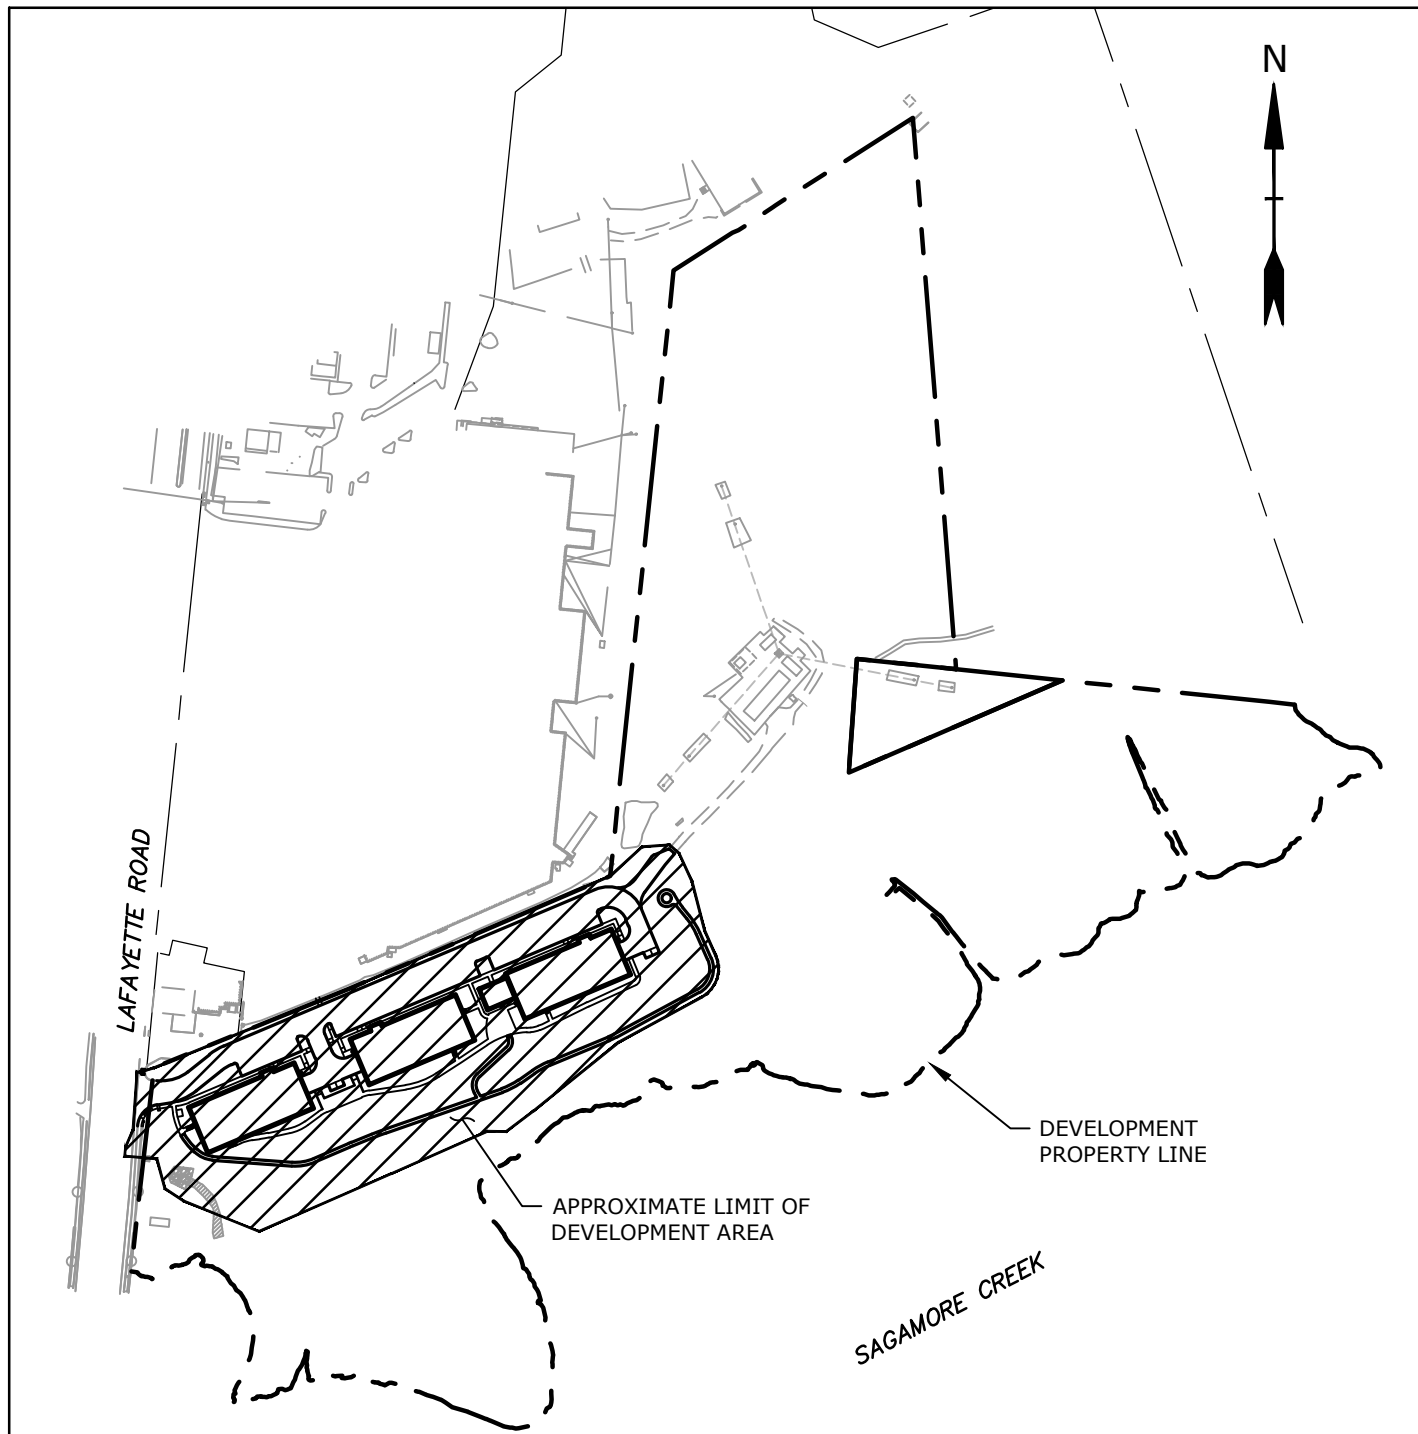 N
LAFAYETTE ROAD
DEVELOPMENT
PROPERTY LINE
APPROXIMATE LIMIT OF
DEVELOPMENT AREA
SAGAMORE CREEK